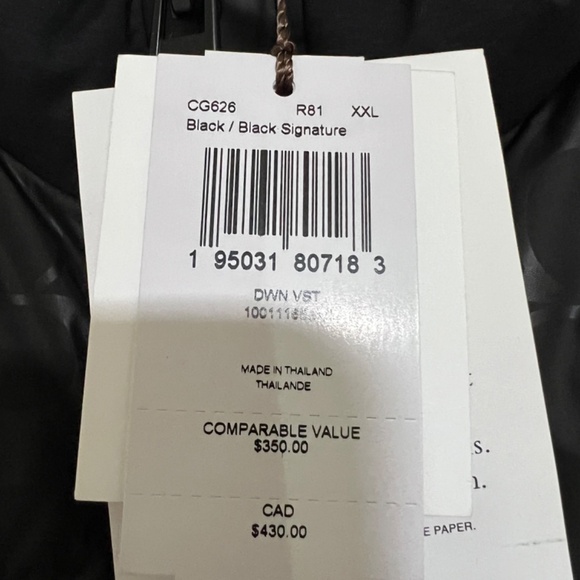 CG626 R81 XXL
Black / Black Signature
1 95031 80718 3
DWN VST
MADE IN THAILAND
THAILANDE
COMPARABLE VALUE
$350.00
CAD
$430.00
s.
E PAPER.